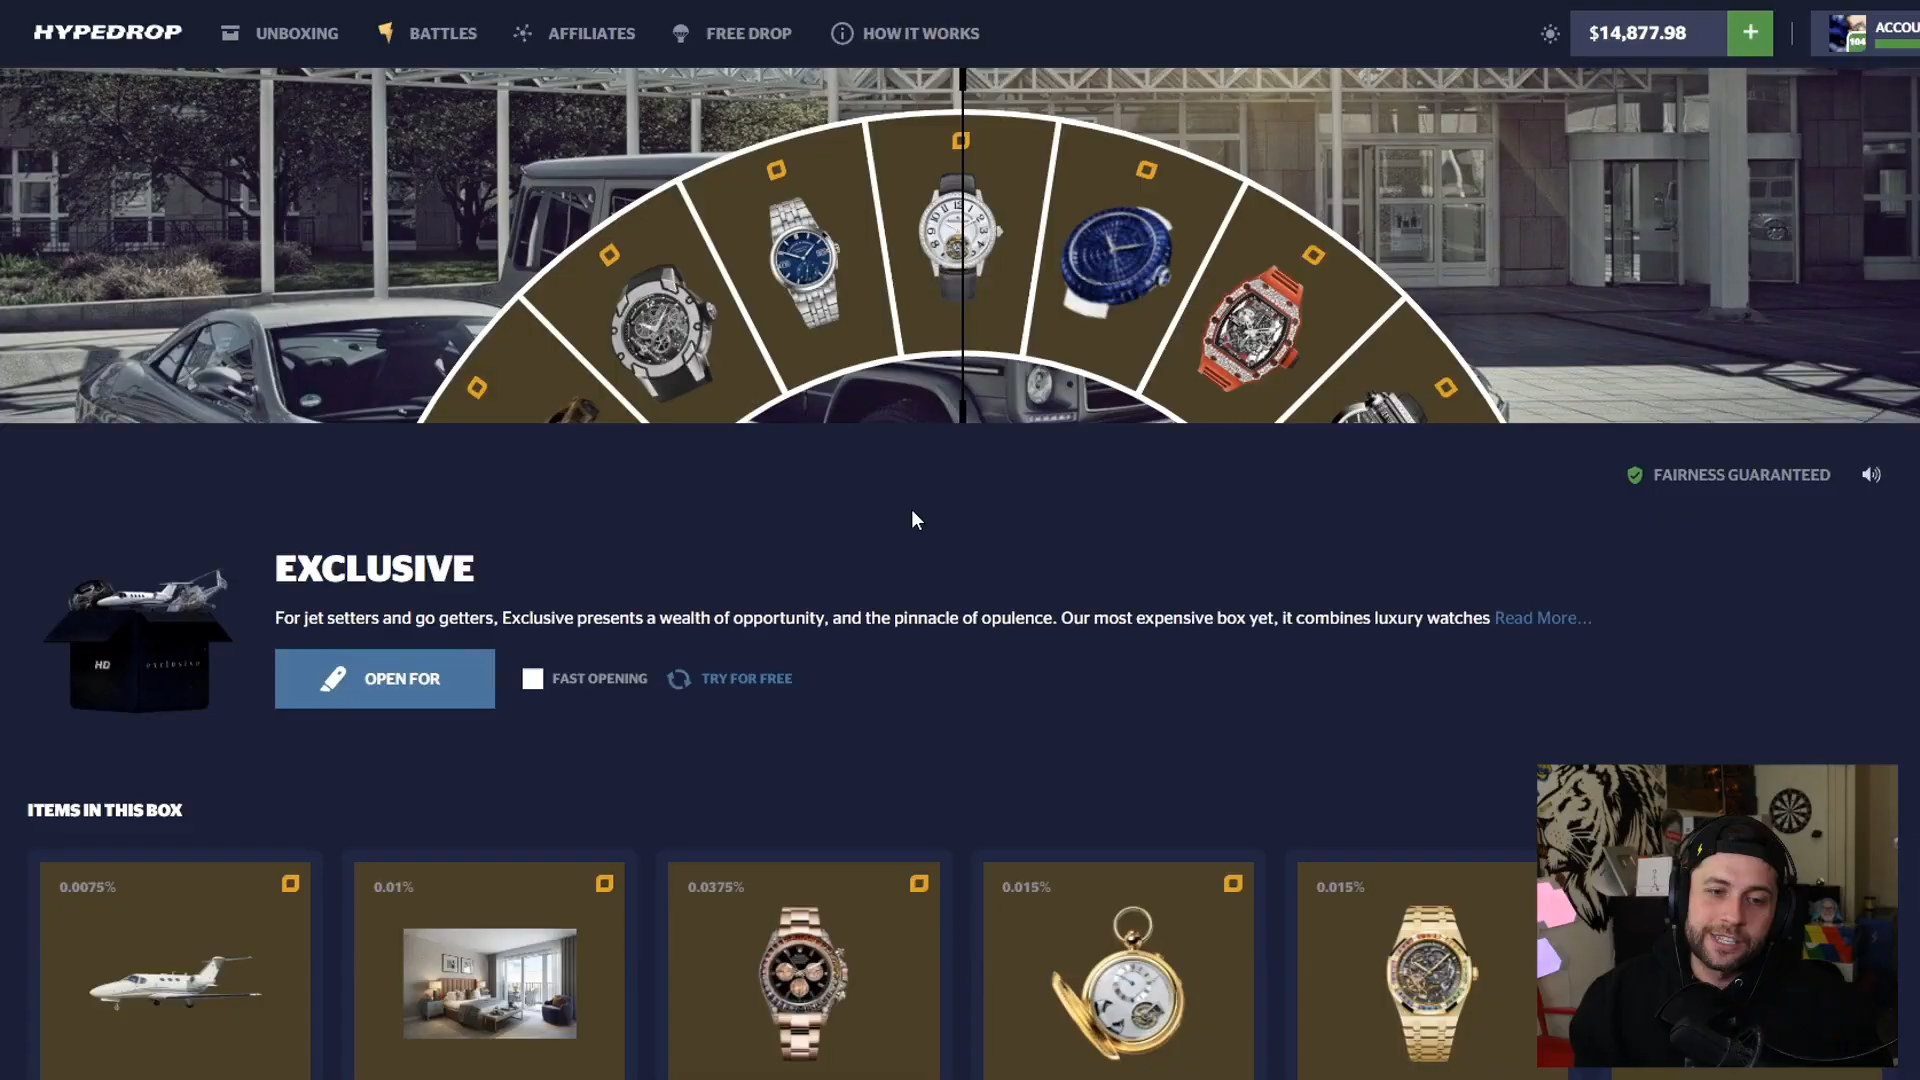 HYPEDROP UNBOXING BATTLES AFFILIATES FREE DROP HOW IT WORKS $14,877.98 + 104 ACCOU
FAIRNESS GUARANTEED
EXCLUSIVE
For jet setters and go getters, Exclusive presents a wealth of opportunity, and the pinnacle of opulence. Our most expensive box yet, it combines luxury watches Read More...
HD exclusive
OPEN FOR FAST OPENING TRY FOR FREE
ITEMS IN THIS BOX
0.0075% 0.01% 0.0375% 0.015% 0.015%